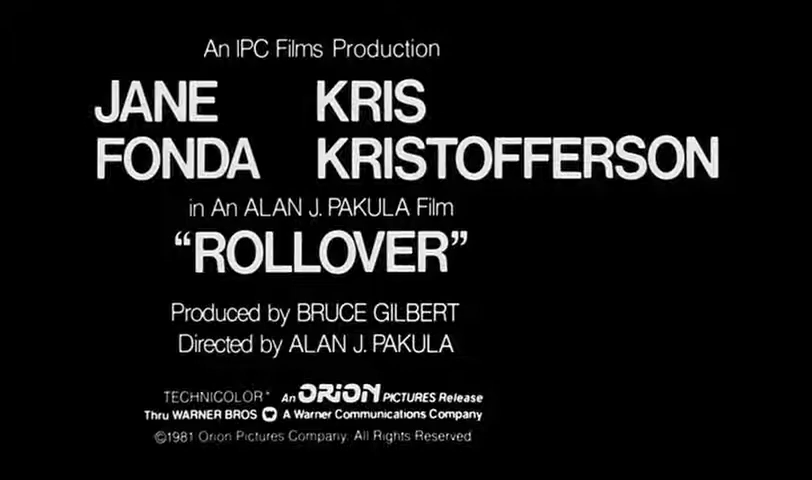 An IPC Films Production
JANE KRIS
FONDA KRISTOFFERSON
in An ALAN J. PAKULA Film
“ROLLOVER”
Produced by BRUCE GILBERT
Directed by ALAN J. PAKULA
TECHNICOLOR® An ORION PICTURES Release
Thru WARNER BROS A Warner Communications Company
©1981 Orion Pictures Company. All Rights Reserved